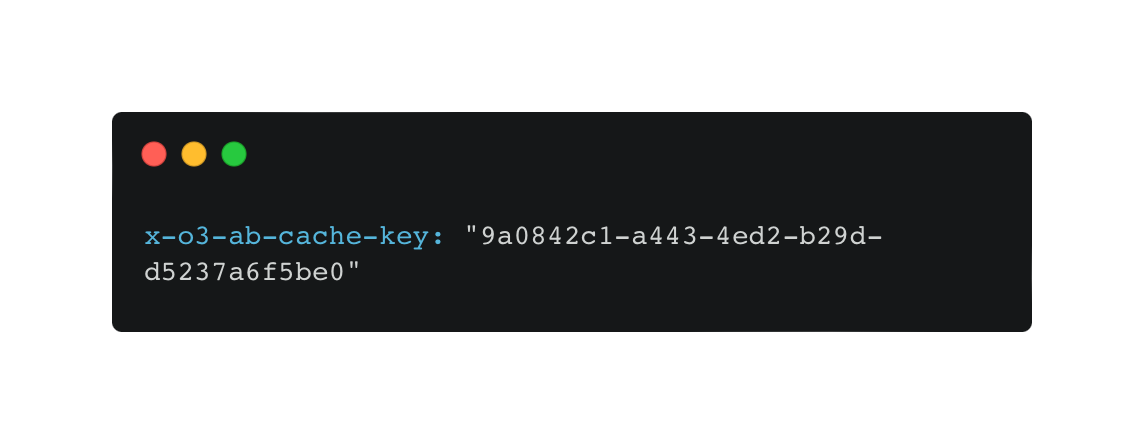 x-o3-ab-cache-key: "9a0842c1-a443-4ed2-b29d-
d5237a6f5be0"